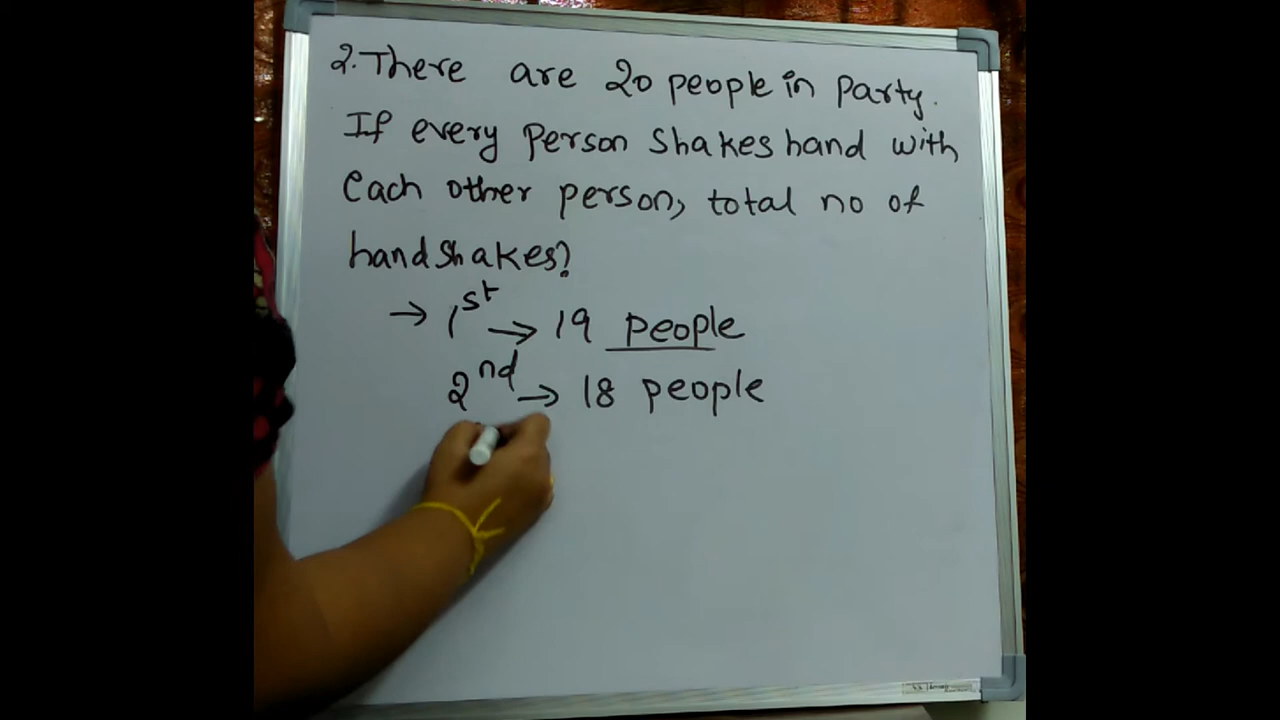 2. There are 20 people in party.
If every person shakes hand with
each other person, total no of
handshakes?
→ 1st → 19 people
2nd → 18 people